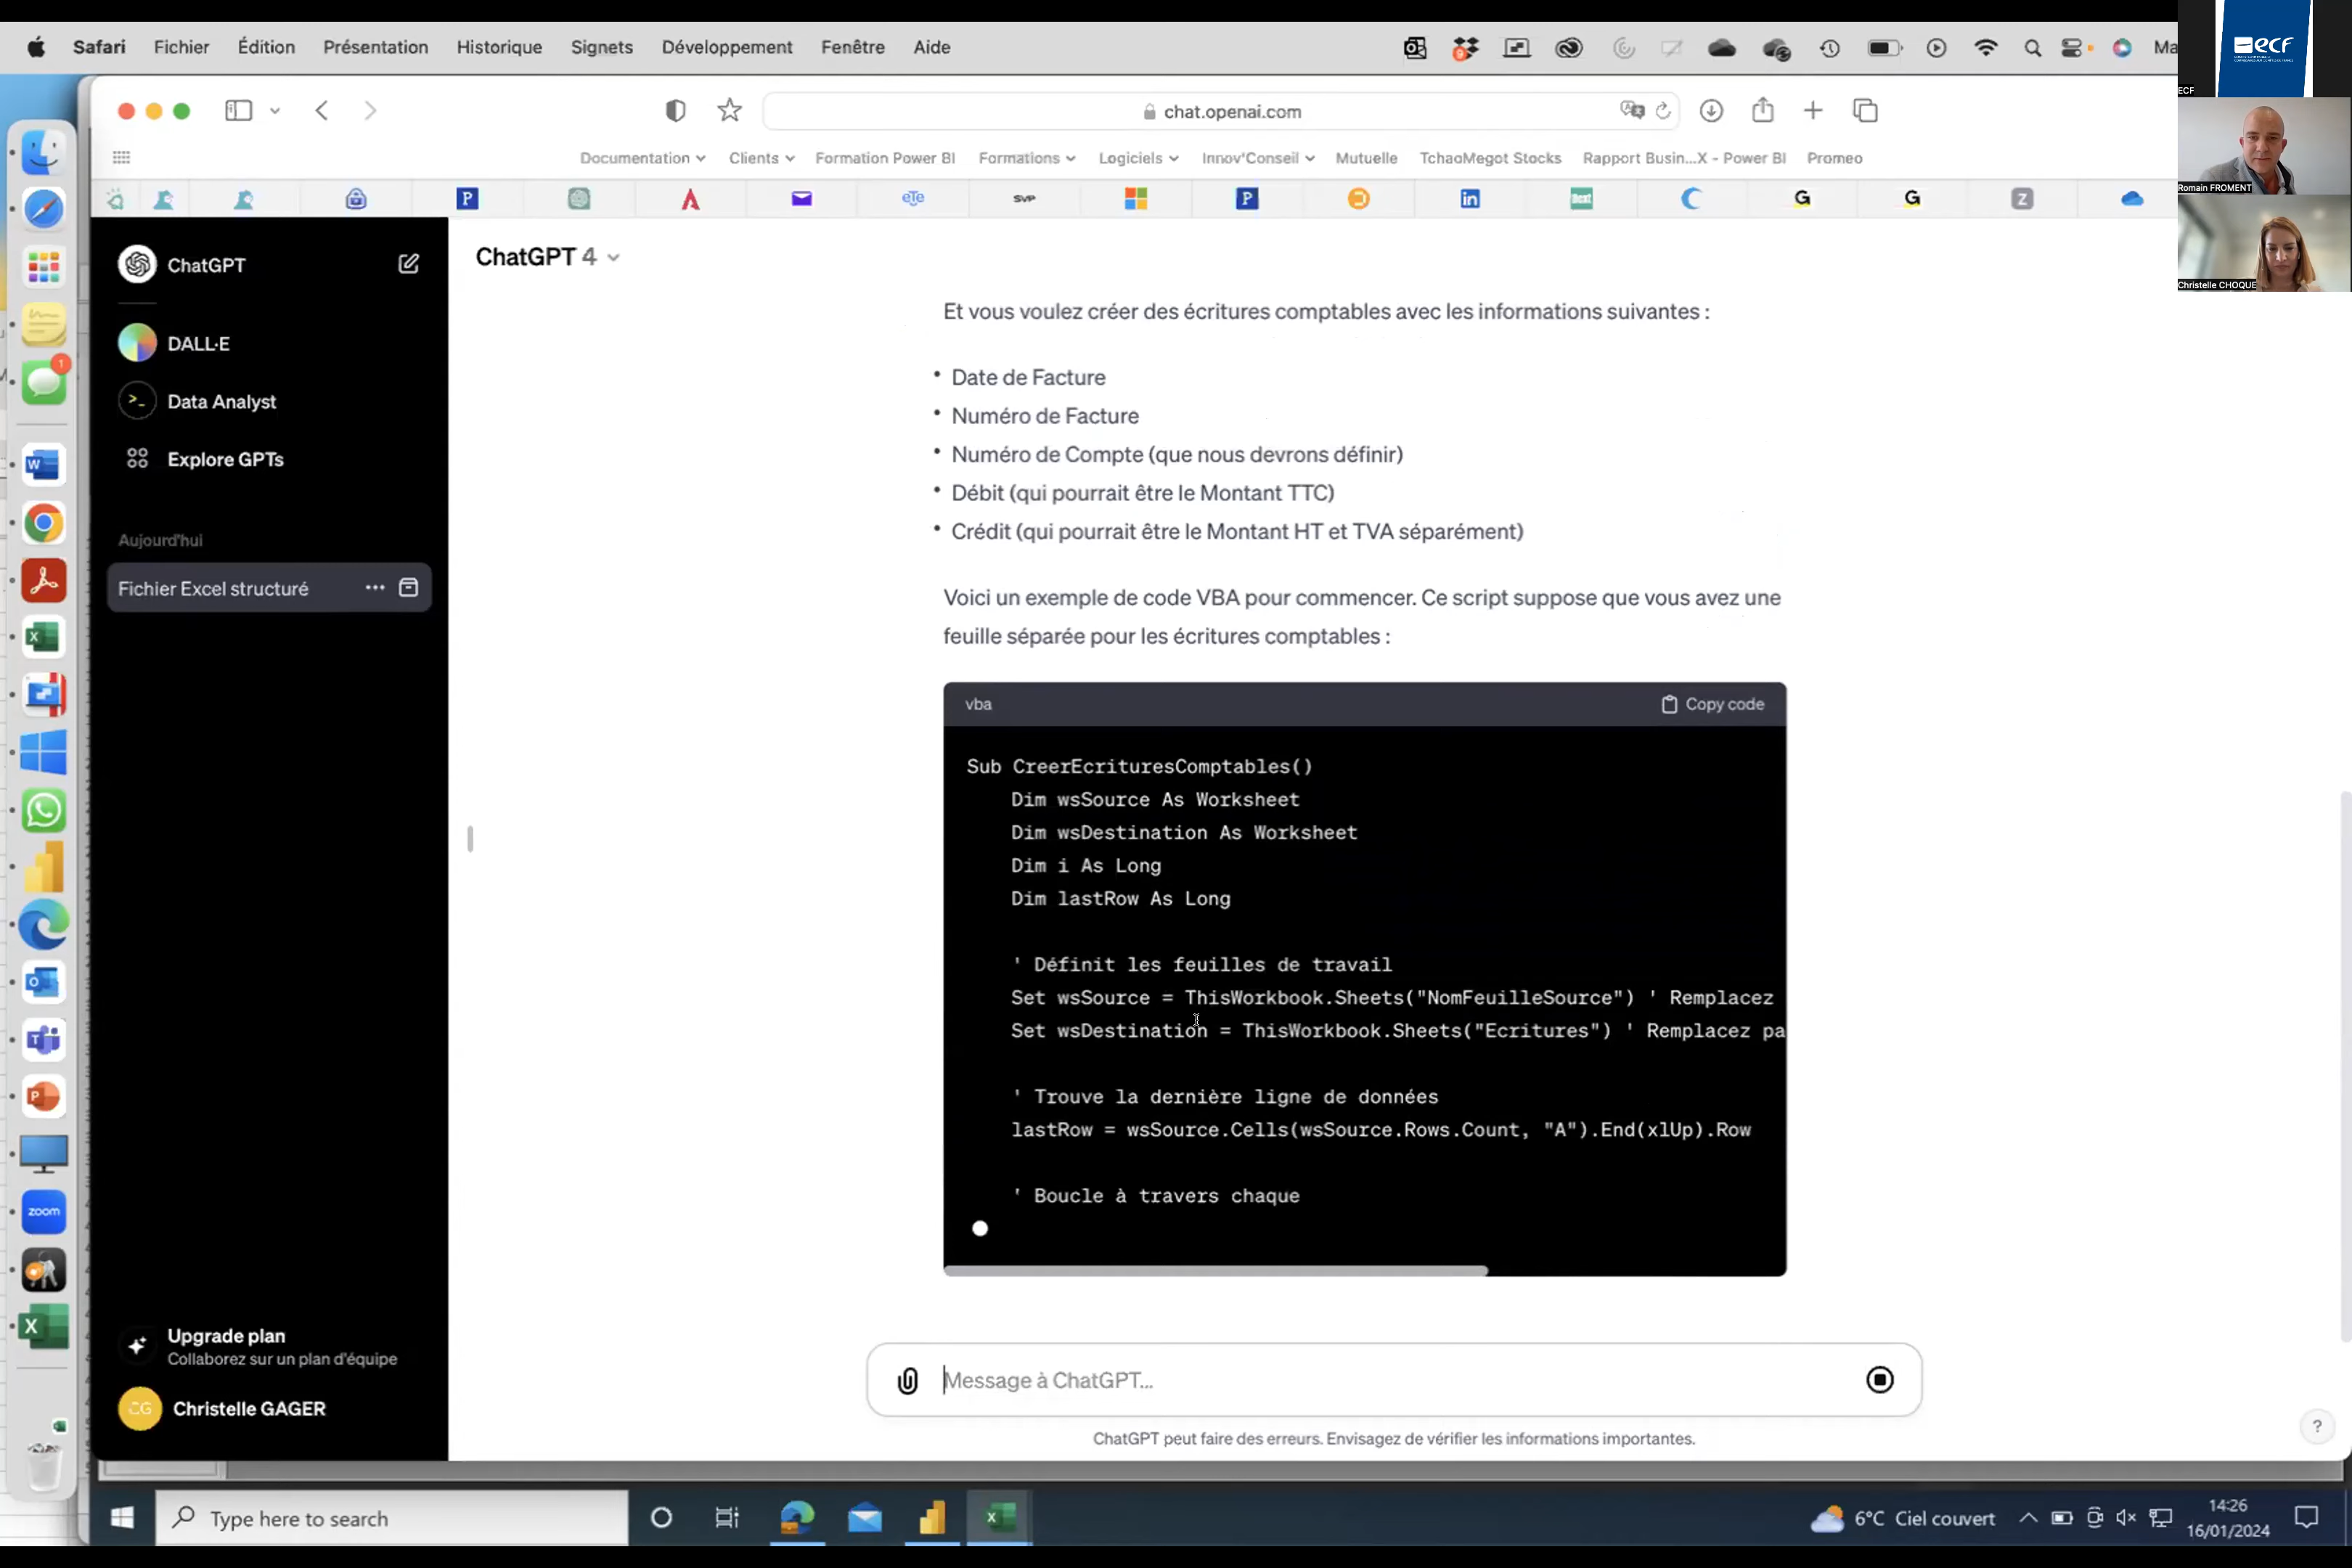 Safari Fichier Édition Présentation Historique Signets Développement Fenêtre Aide
ecf
ECF
Romain FROMENT
Christelle CHOQUE
chat.openai.com
Documentation Clients Formation Power BI Formations Logiciels Innov'Conseil Mutuelle TchaoMegot Stocks Rapport Busin...X - Power BI Promeo
P eTe SVP P in Next G G Z
ChatGPT
DALL·E
Data Analyst
Explore GPTs
Aujourd'hui
Fichier Excel structuré
Upgrade plan
Collaborez sur un plan d'équipe
CG
Christelle GAGER
ChatGPT 4
Et vous voulez créer des écritures comptables avec les informations suivantes :
• Date de Facture
• Numéro de Facture
• Numéro de Compte (que nous devrons définir)
• Débit (qui pourrait être le Montant TTC)
• Crédit (qui pourrait être le Montant HT et TVA séparément)
Voici un exemple de code VBA pour commencer. Ce script suppose que vous avez une
feuille séparée pour les écritures comptables :
vba
Copy code
Sub CreerEcrituresComptables()
Dim wsSource As Worksheet
Dim wsDestination As Worksheet
Dim i As Long
Dim lastRow As Long
' Définit les feuilles de travail
Set wsSource = ThisWorkbook.Sheets("NomFeuilleSource") ' Remplacez
Set wsDestination = ThisWorkbook.Sheets("Ecritures") ' Remplacez pa
' Trouve la dernière ligne de données
lastRow = wsSource.Cells(wsSource.Rows.Count, "A").End(xlUp).Row
' Boucle à travers chaque
Message à ChatGPT...
ChatGPT peut faire des erreurs. Envisagez de vérifier les informations importantes.
?
zoom
Type here to search
6°C Ciel couvert
14:26
16/01/2024